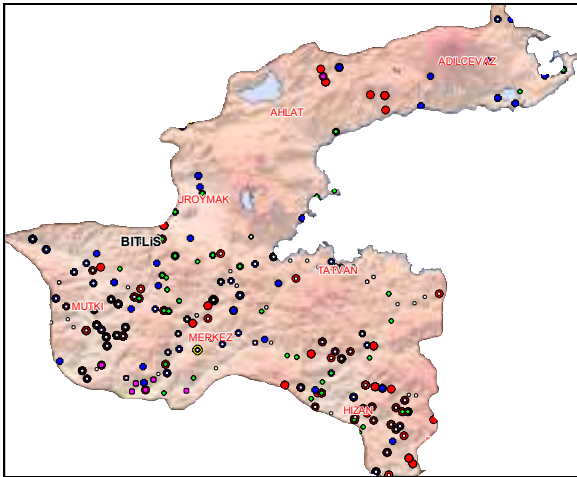 ADILCEVAZ
AHLAT
UROYMAK
BITLiS
TATVAN
MUTKI
MERKEZ
HIZAN